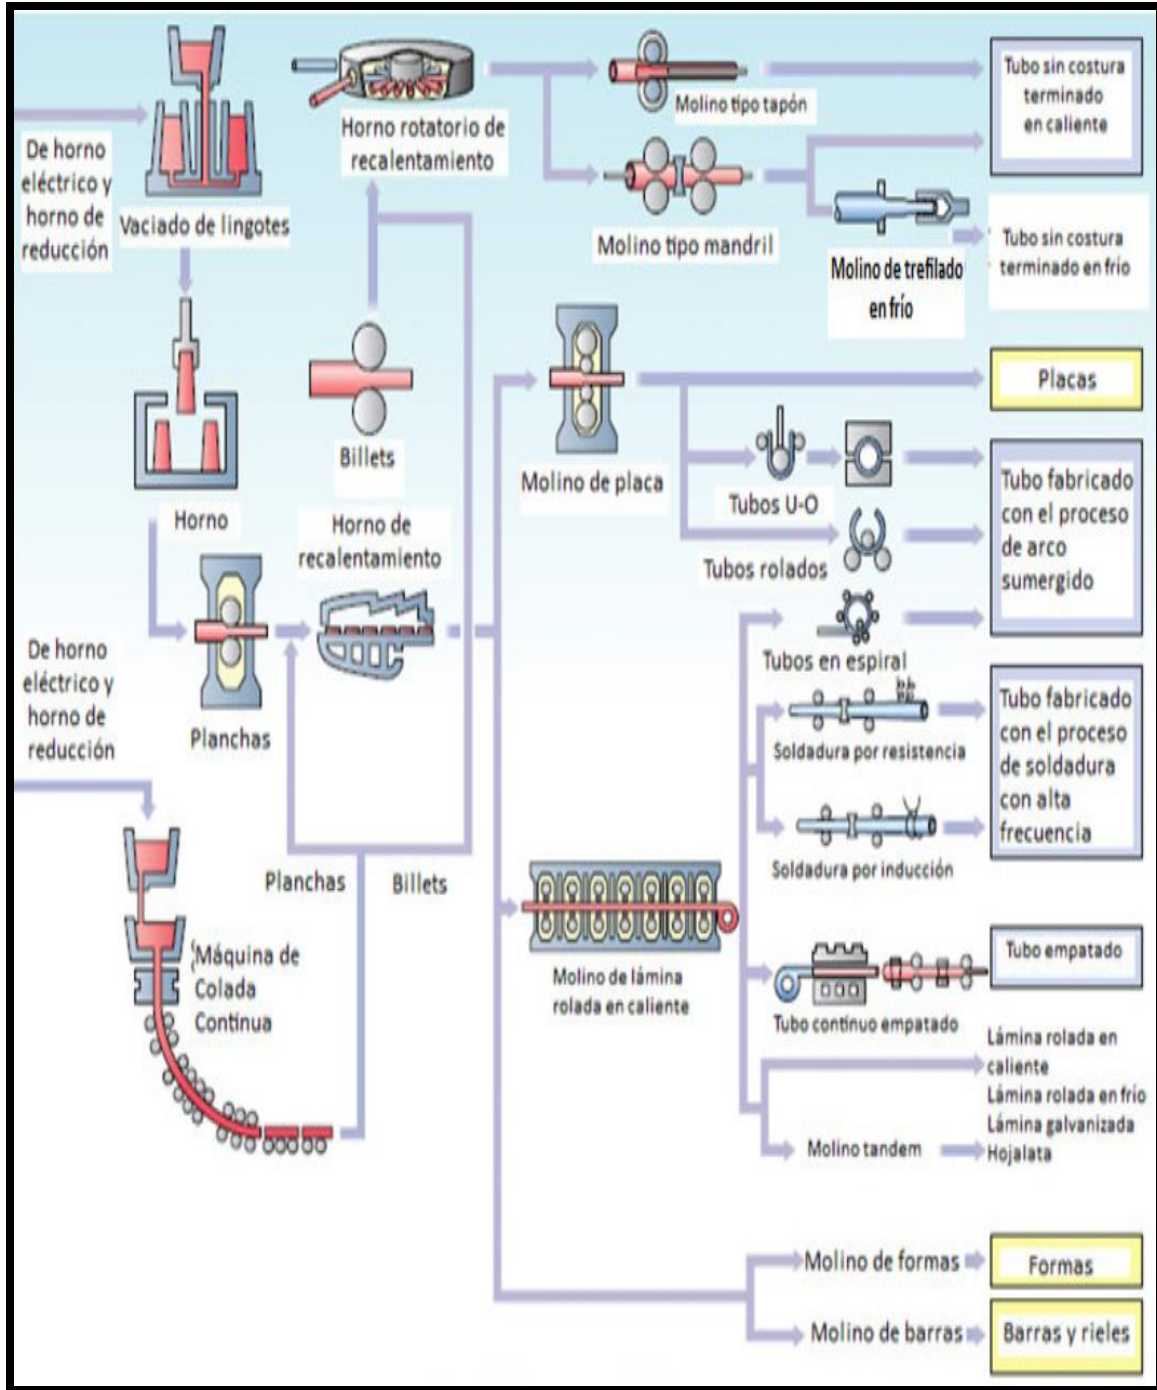 De horno
eléctrico y
horno de
reducción
Vaciado de lingotes
Horno rotatorio de
recalentamiento
Molino tipo tapón
Tubo sin costura
terminado
en caliente
Molino tipo mandril
Molino de trefilado
en frío
Tubo sin costura
terminado en frío
Horno
Billets
Horno de
recalentamiento
Molino de placa
Placas
Tubos U-O
Tubos rolados
Tubo fabricado
con el proceso
de arco
sumergido
Tubos en espiral
De horno
eléctrico y
horno de
reducción
Planchas
Soldadura por resistencia
Soldadura por inducción
Tubo fabricado
con el proceso
de soldadura
con alta
frecuencia
Planchas
Billets
Máquina de
Colada
Continua
Molino de lámina
rolada en caliente
Tubo continuo empatado
Tubo empatado
Lámina rolada en
caliente
Lámina rolada en frío
Lámina galvanizada
Hojalata
Molino tandem
Molino de formas
Formas
Molino de barras
Barras y rieles